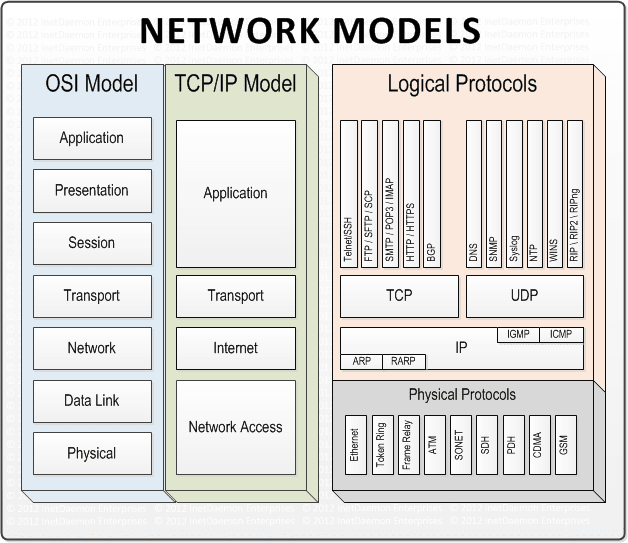 NETWORK MODELS
OSI Model
Application
Presentation
Session
Transport
Network
Data Link
Physical
TCP/IP Model
Application
Transport
Internet
Network Access
Logical Protocols
Telnet/SSH
FTP / SFTP / SCP
SMTP / POP3 / IMAP
HTTP / HTTPS
BGP
DNS
SNMP
Syslog
NTP
WINS
RIP \ RIP2 \ RIPng
TCP
UDP
IP
IGMP
ICMP
ARP
RARP
Physical Protocols
Ethernet
Token Ring
Frame Relay
ATM
SONET
SDH
PDH
CDMA
GSM
© 2012 InetDaemon Enterprises